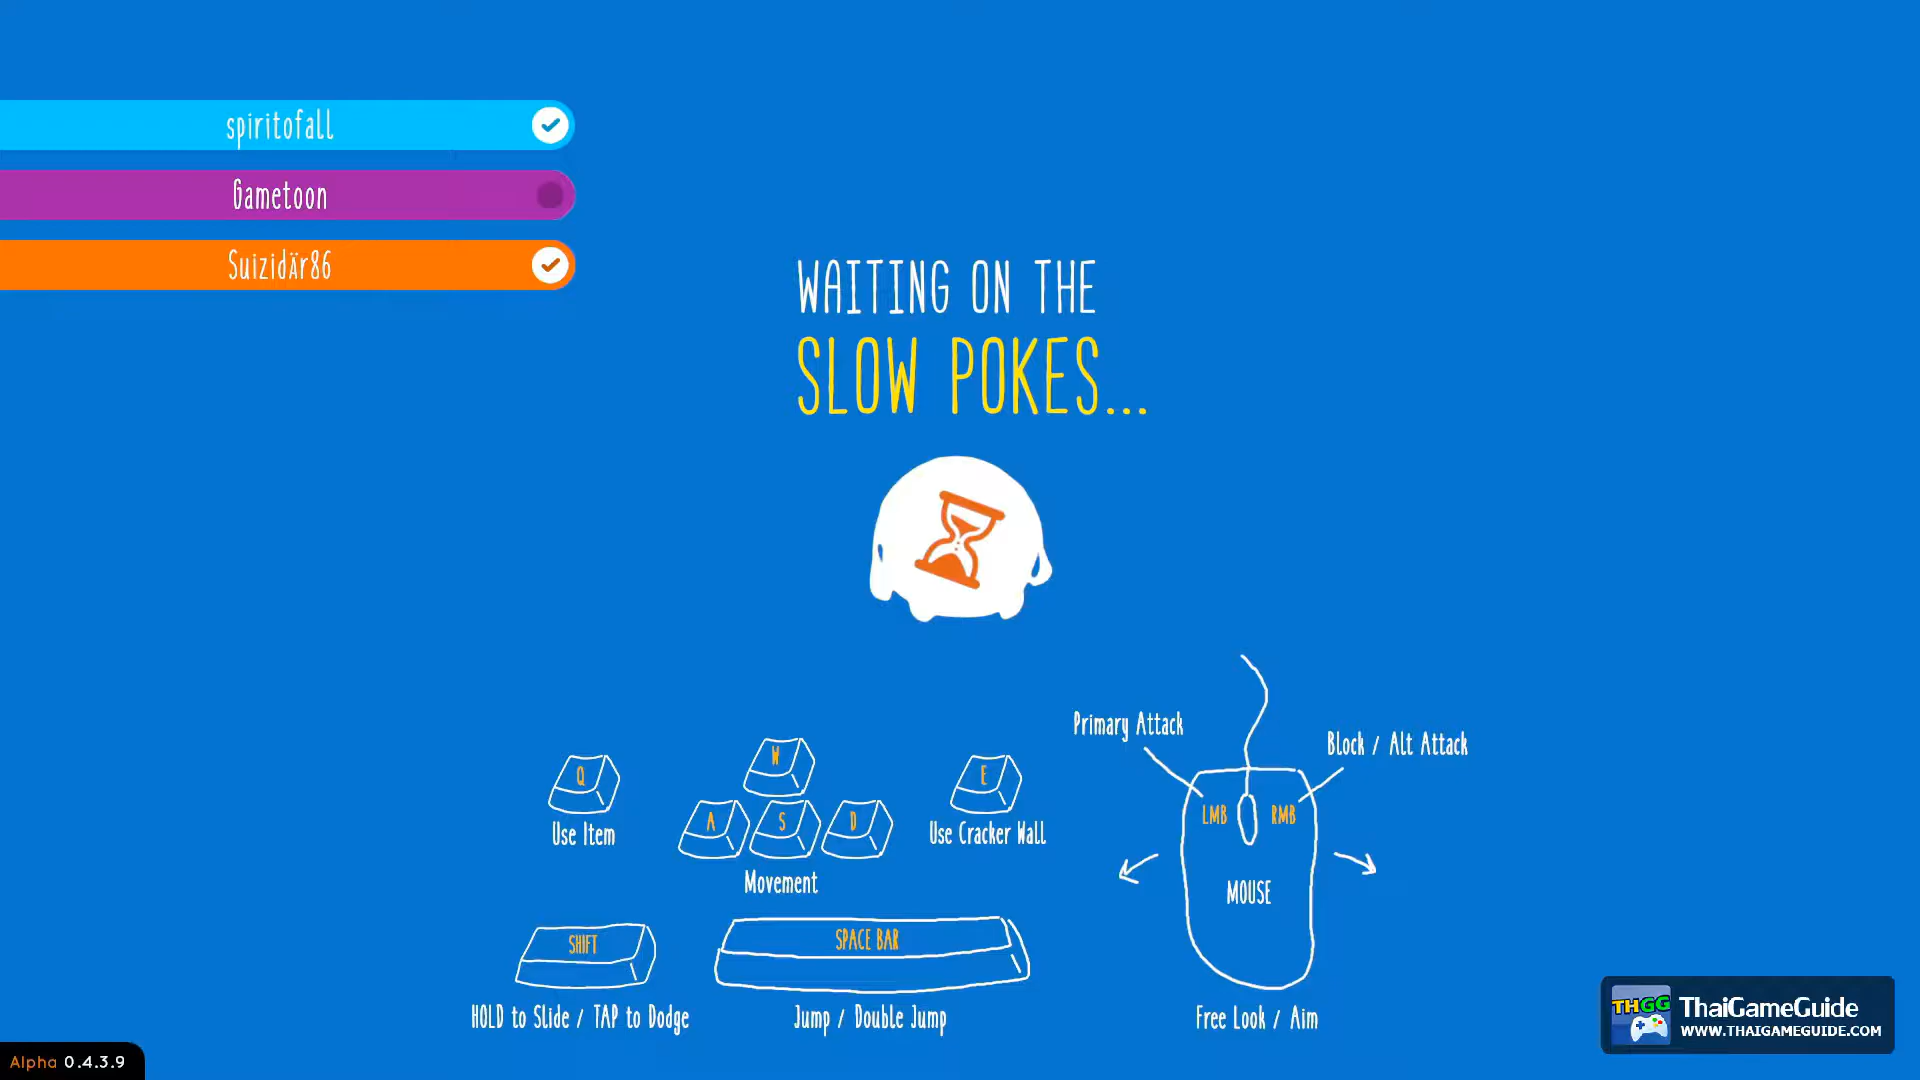 spiritofall
Gametoon
Suizidär86
WAITING ON THE
SLOW POKES...
Primary Attack
Block / Alt Attack
Q
W
E
A
S
D
LMB
RMB
Use Item
Use Cracker Wall
Movement
MOUSE
SHIFT
SPACE BAR
HOLD to Slide / TAP to Dodge
Jump / Double Jump
Free Look / Aim
THGG
ThaiGameGuide
WWW.THAIGAMEGUIDE.COM
Alpha 0.4.3.9